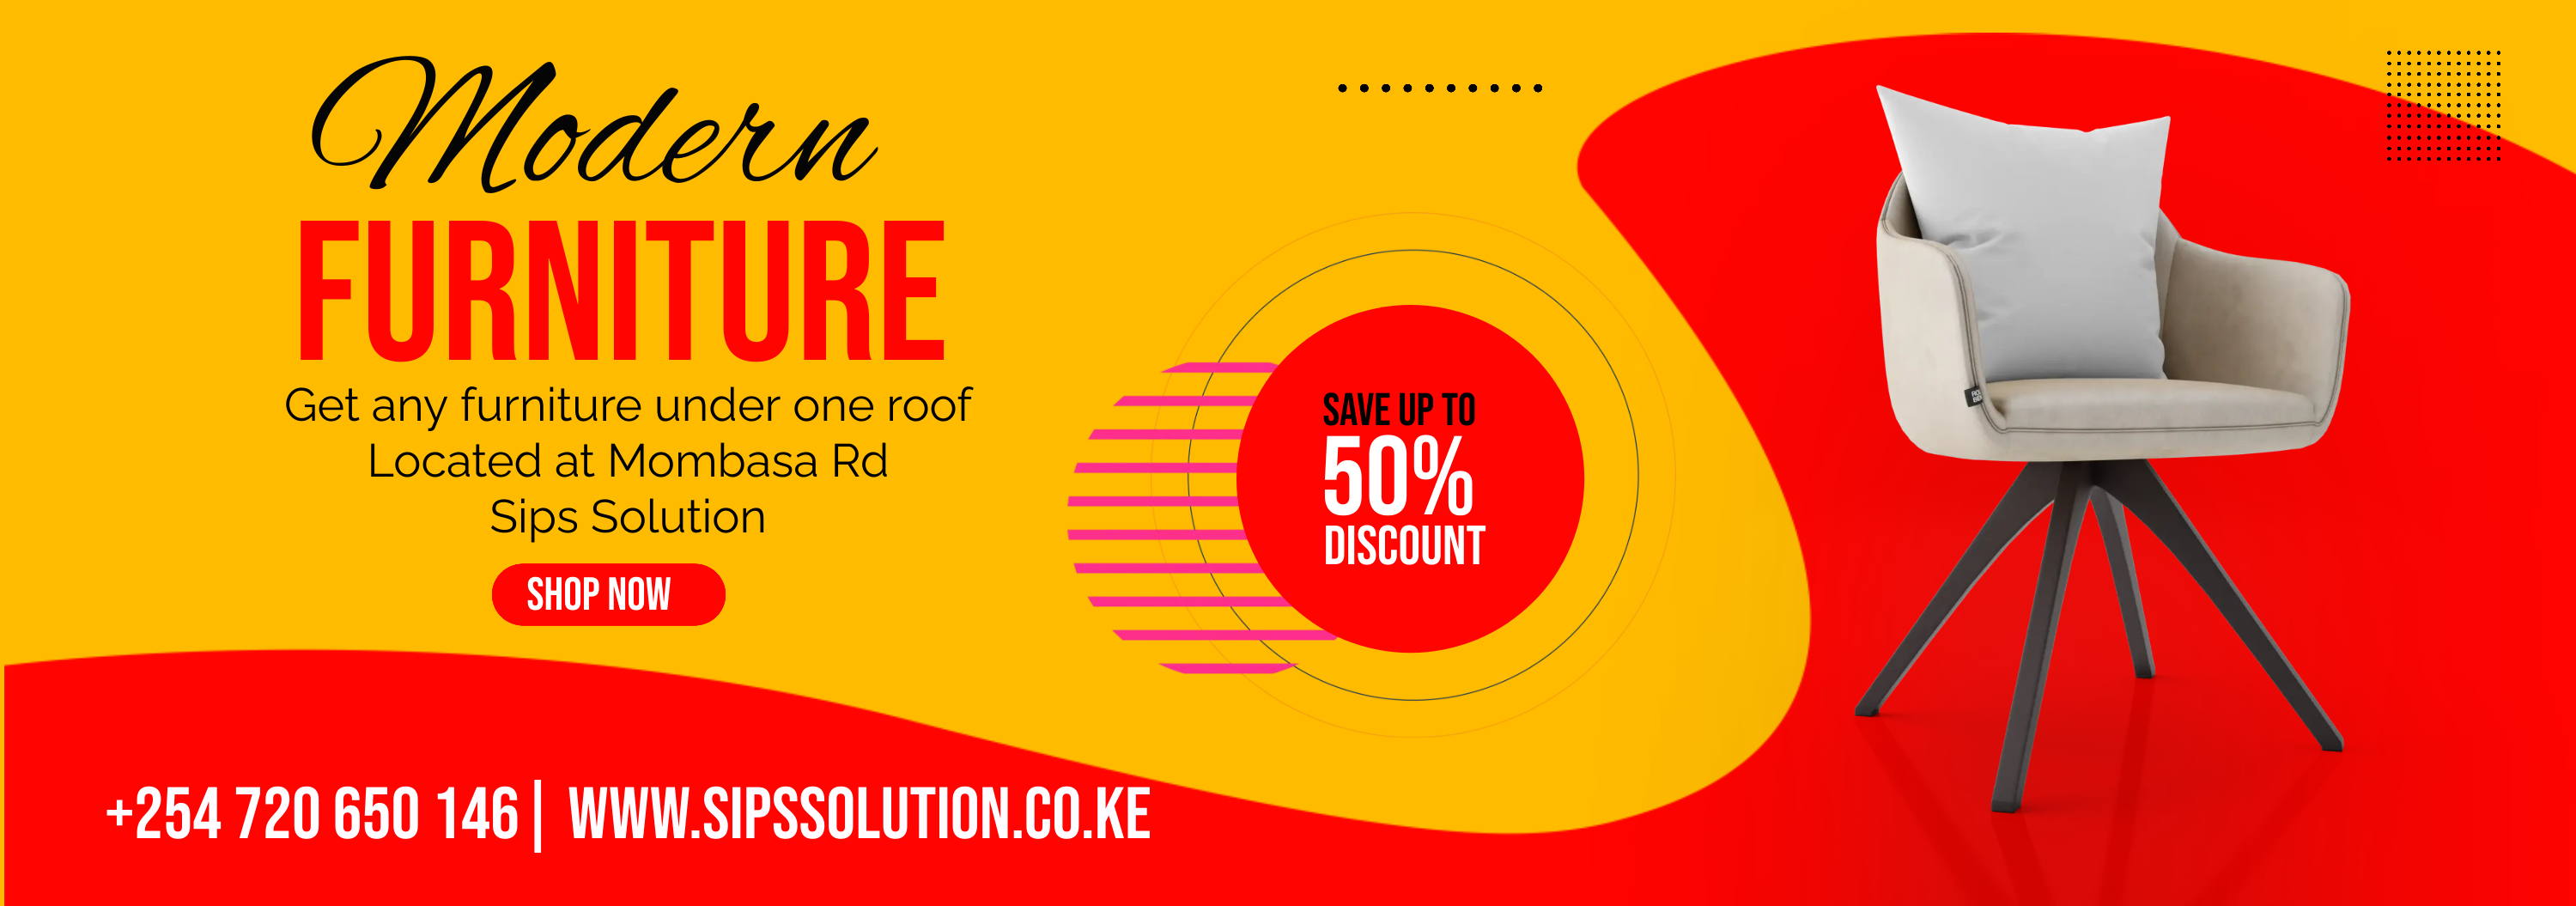 Modern
FURNITURE
Get any furniture under one roof
Located at Mombasa Rd
Sips Solution
SHOP NOW
SAVE UP TO
50%
DISCOUNT
+254 720 650 146 | WWW.SIPSSOLUTION.CO.KE